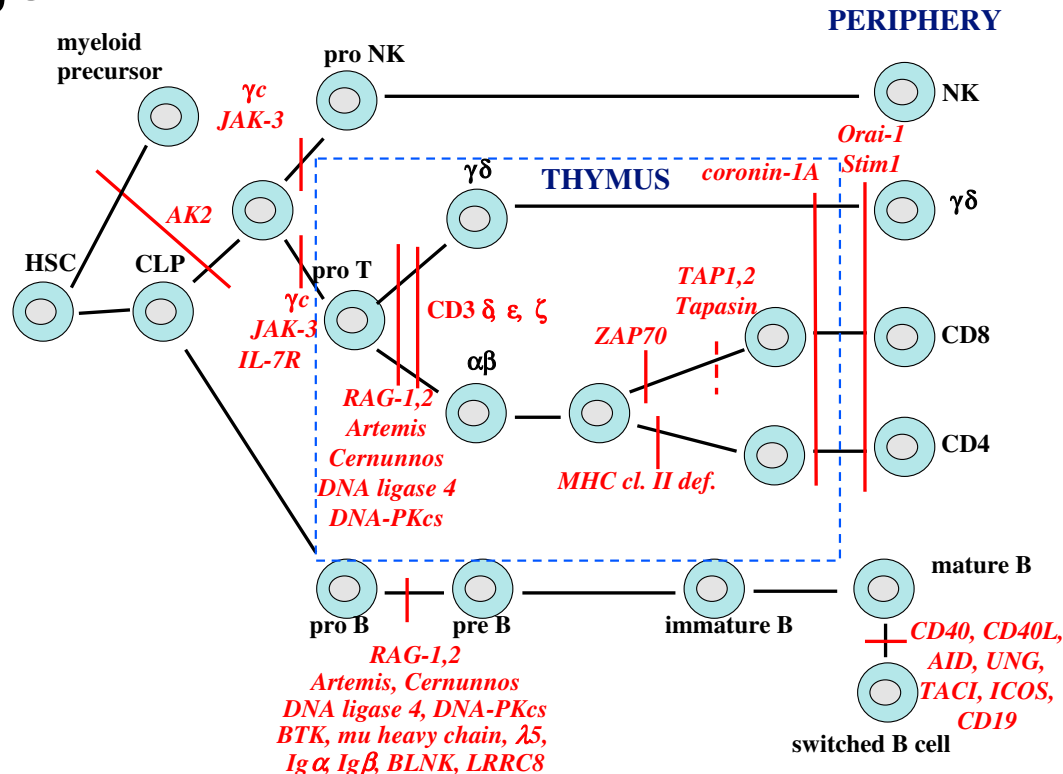 PERIPHERY
myeloid
precursor
pro NK
γc
JAK-3
NK
Orai-1
Stim1
γδ
THYMUS
coronin-1A
γδ
AK2
HSC
CLP
pro T
γc
JAK-3
IL-7R
CD3 δ, ε, ζ
TAP1,2
Tapasin
ZAP70
CD8
αβ
RAG-1,2
Artemis
Cernunnos
DNA ligase 4
DNA-PKcs
MHC cl. II def.
CD4
pro B
pre B
immature B
mature B
RAG-1,2
Artemis, Cernunnos
DNA ligase 4, DNA-PKcs
BTK, mu heavy chain, λ5,
Igα, Igβ, BLNK, LRRC8
CD40, CD40L,
AID, UNG,
TACI, ICOS,
CD19
switched B cell